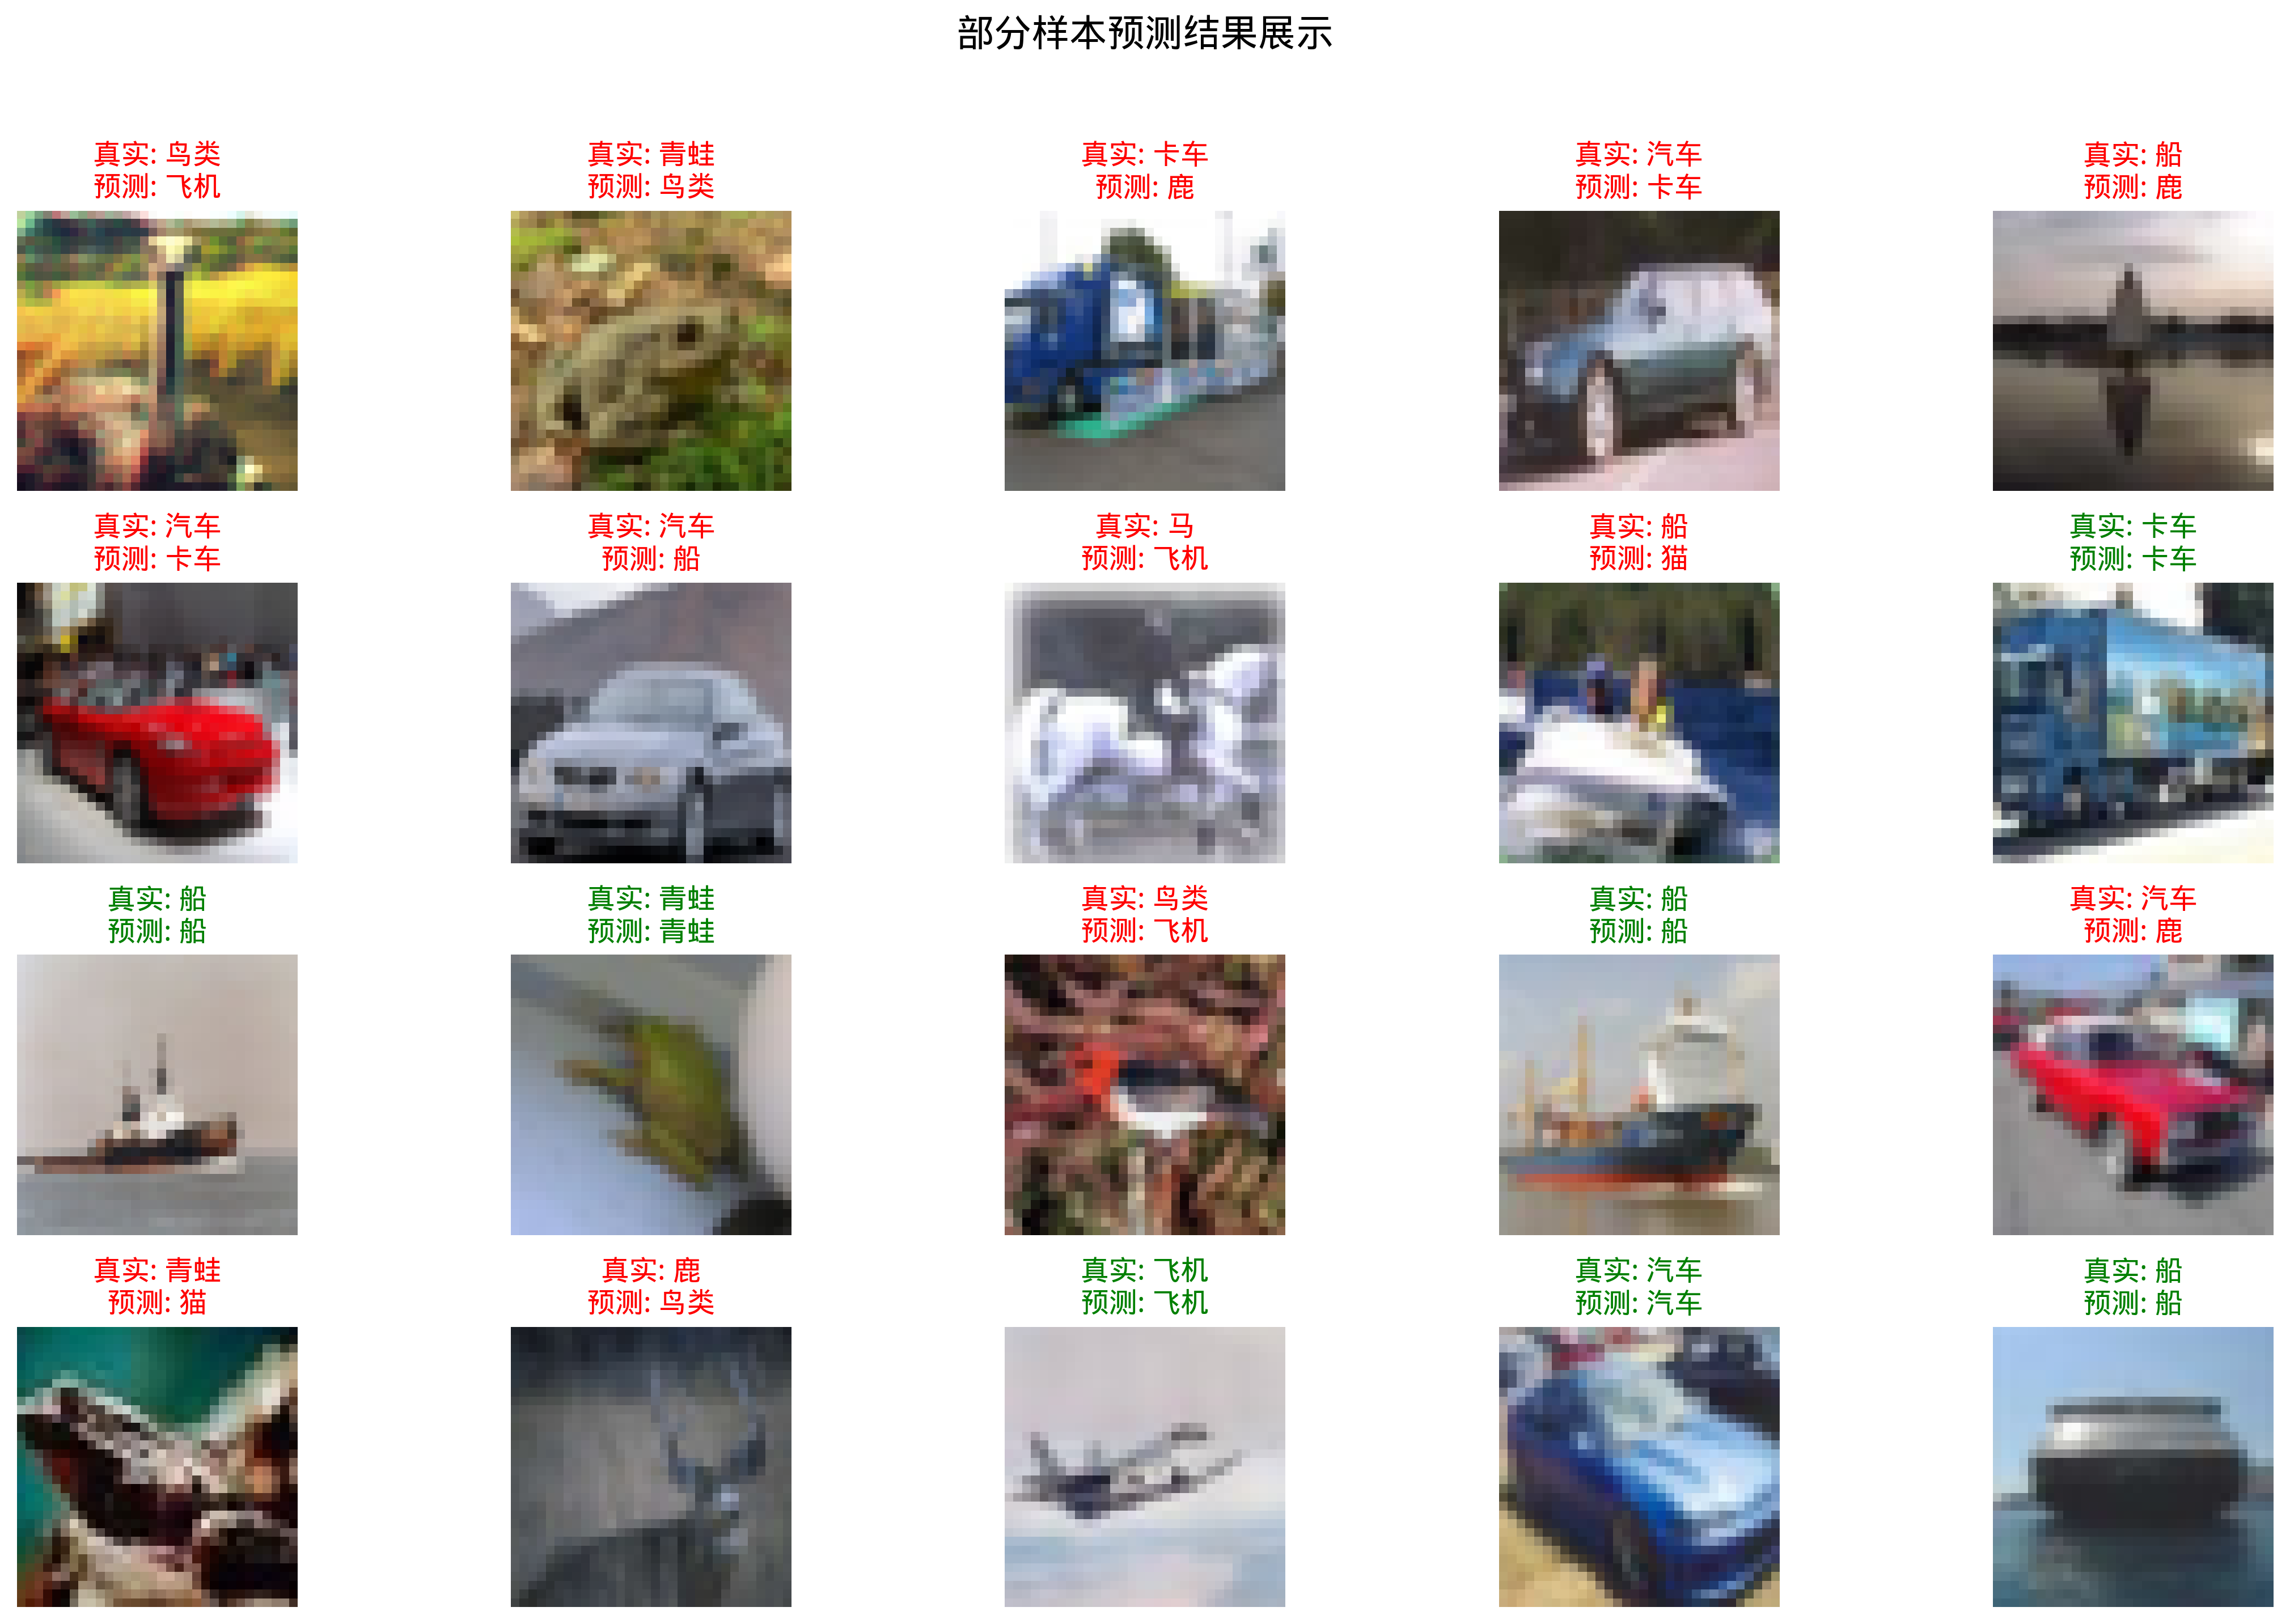 部分样本预测结果展示
真实: 鸟类
预测: 飞机
真实: 青蛙
预测: 鸟类
真实: 卡车
预测: 鹿
真实: 汽车
预测: 卡车
真实: 船
预测: 鹿
真实: 汽车
预测: 卡车
真实: 汽车
预测: 船
真实: 马
预测: 飞机
真实: 船
预测: 猫
真实: 卡车
预测: 卡车
真实: 船
预测: 船
真实: 青蛙
预测: 青蛙
真实: 鸟类
预测: 飞机
真实: 船
预测: 船
真实: 汽车
预测: 鹿
真实: 青蛙
预测: 猫
真实: 鹿
预测: 鸟类
真实: 飞机
预测: 飞机
真实: 汽车
预测: 汽车
真实: 船
预测: 船